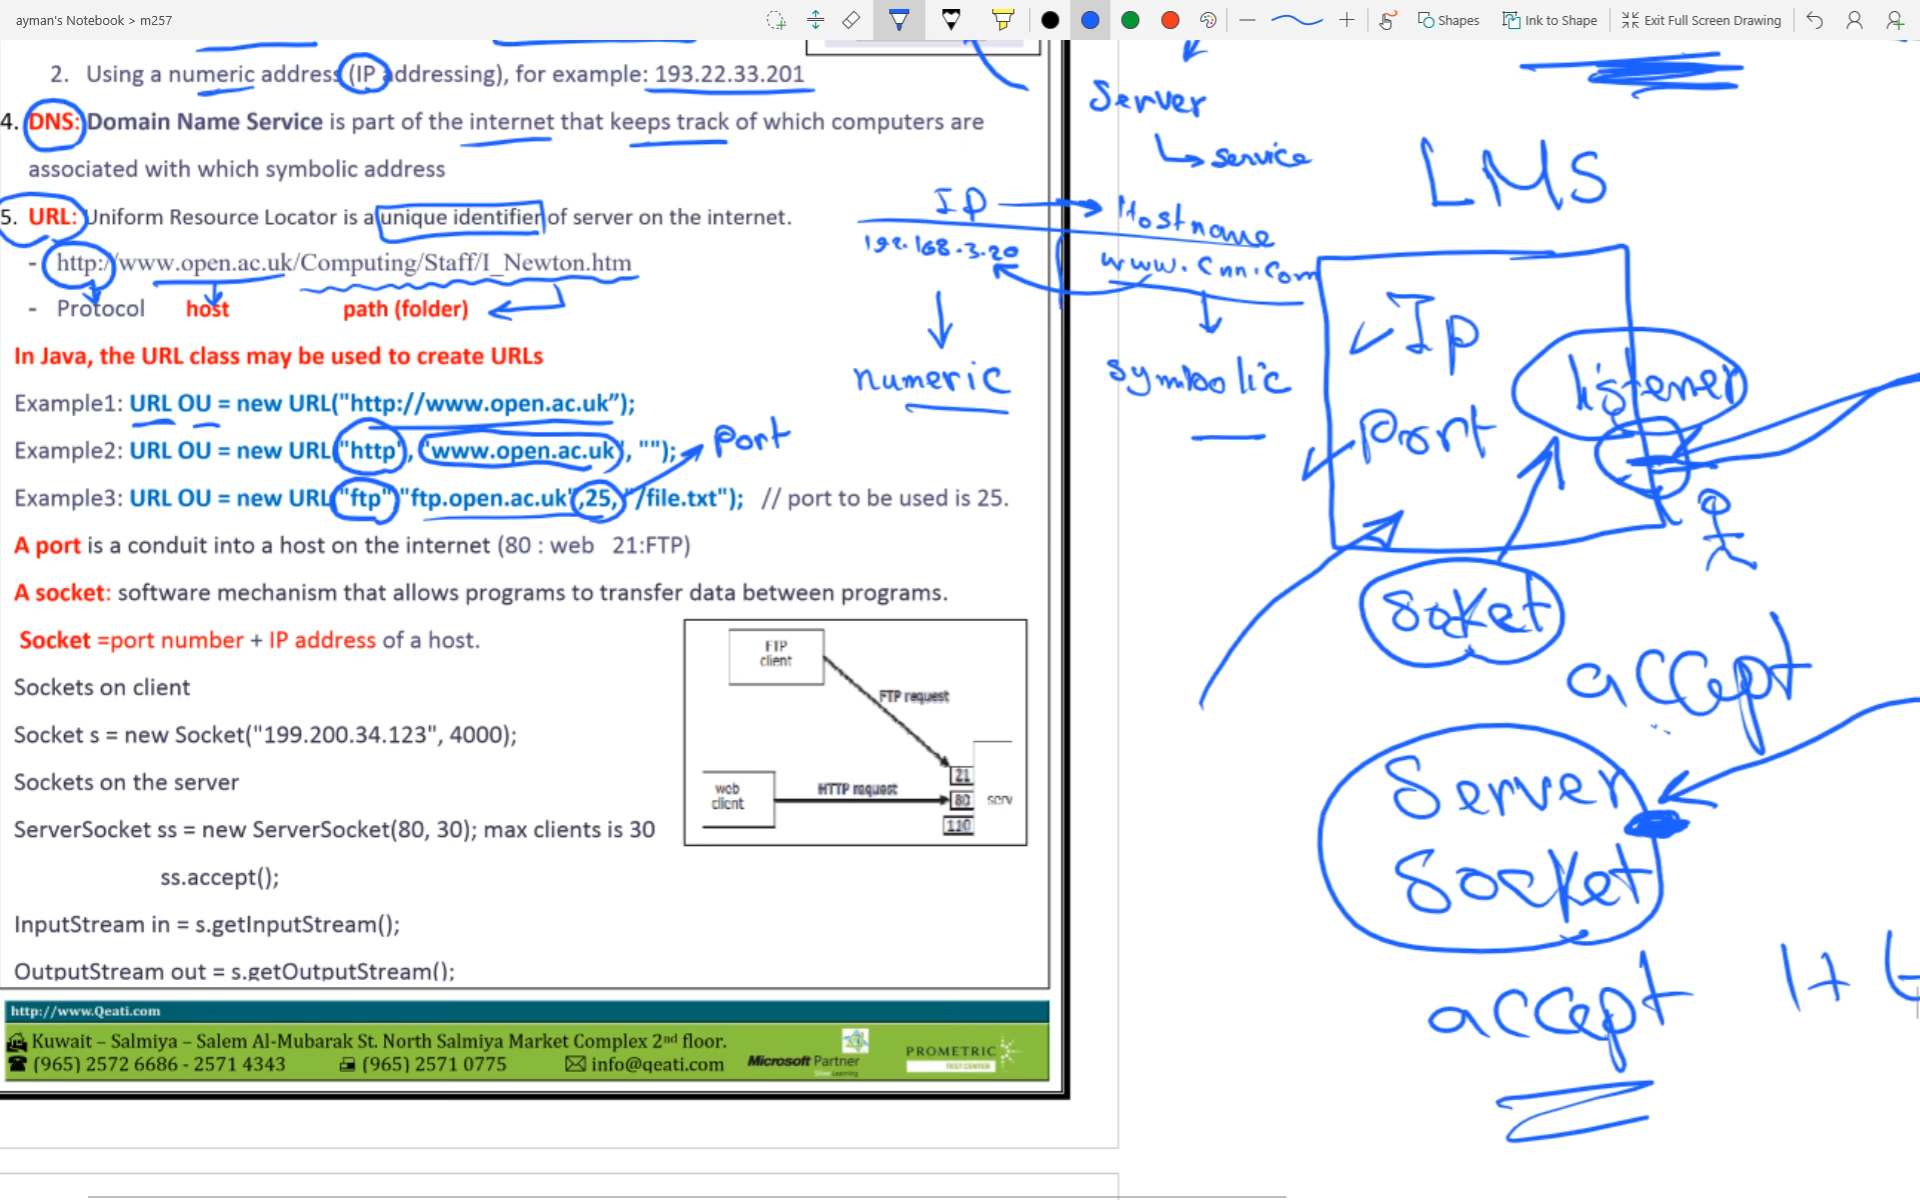 ayman's Notebook > m257
Shapes
Ink to Shape
Exit Full Screen Drawing
2. Using a numeric address (IP addressing), for example: 193.22.33.201
4. DNS: Domain Name Service is part of the internet that keeps track of which computers are
associated with which symbolic address
5. URL: Uniform Resource Locator is a unique identifier of server on the internet.
- http://www.open.ac.uk/Computing/Staff/I_Newton.htm
- Protocol host path (folder)
In Java, the URL class may be used to create URLs
Example1: URL OU = new URL("http://www.open.ac.uk");
Example2: URL OU = new URL("http", "www.open.ac.uk", "");
Port
Example3: URL OU = new URL("ftp" "ftp.open.ac.uk",25, "/file.txt"); // port to be used is 25.
A port is a conduit into a host on the internet (80 : web 21:FTP)
A socket: software mechanism that allows programs to transfer data between programs.
Socket =port number + IP address of a host.
Sockets on client
Socket s = new Socket("199.200.34.123", 4000);
Sockets on the server
ServerSocket ss = new ServerSocket(80, 30); max clients is 30
ss.accept();
InputStream in = s.getInputStream();
OutputStream out = s.getOutputStream();
FTP
client
FTP request
web
client
HTTP request
21
80
serv
110
http://www.Qeati.com
Kuwait – Salmiya – Salem Al-Mubarak St. North Salmiya Market Complex 2nd floor.
(965) 2572 6686 - 2571 4343 (965) 2571 0775 info@qeati.com
Microsoft Partner
PROMETRIC
TEST CENTER
Server
service
IP
Hostname
192.168.3.20
www.Cnn.Com
numeric
symbolic
LMS
Ip
listener
Port
Socket
accept
Server
Socket
accept